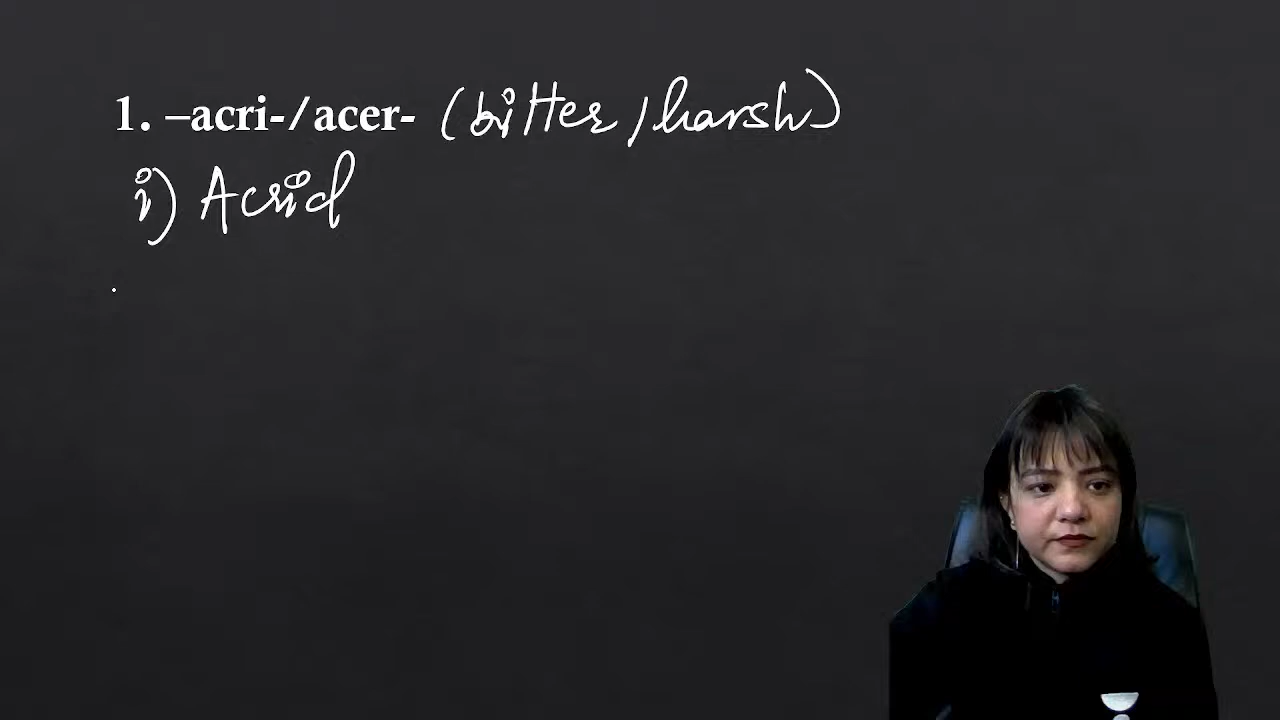 1. –acri-/acer- (bitter/harsh)
i) Acrid